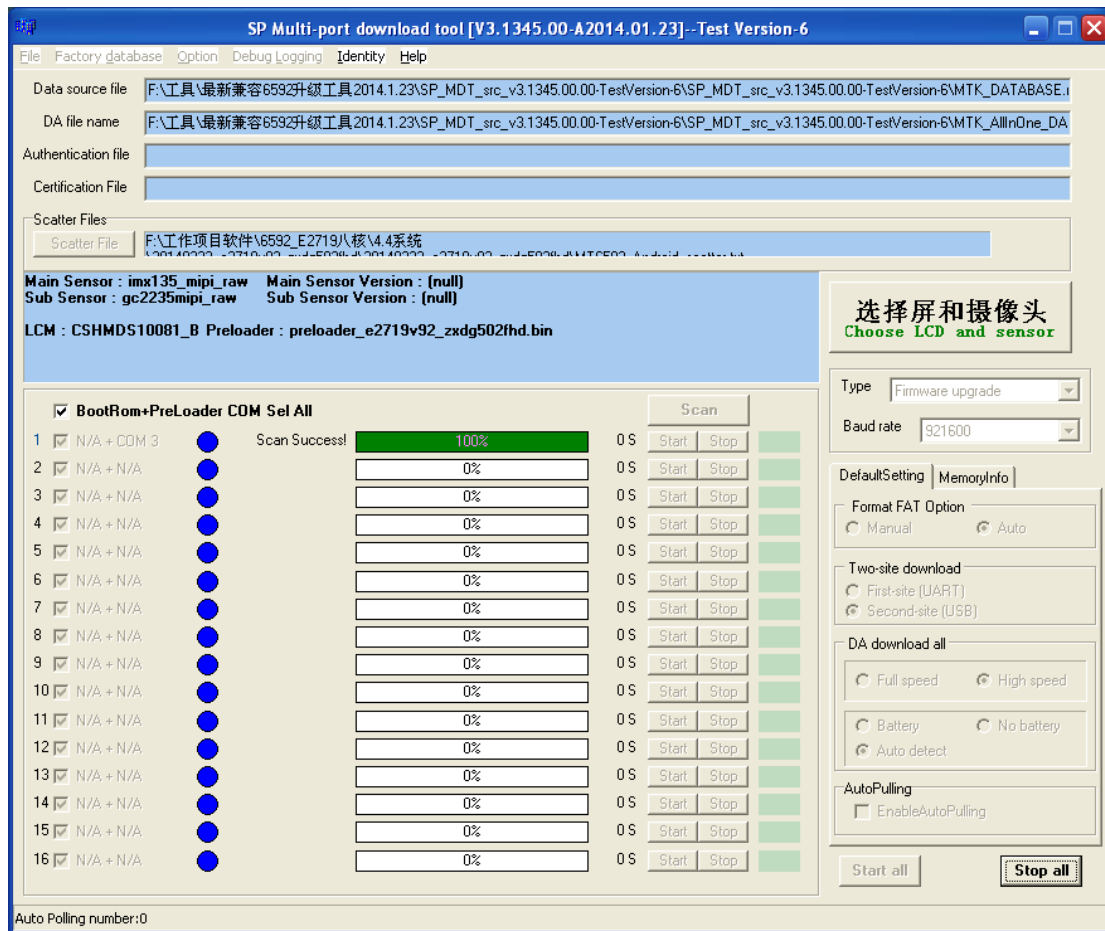 SP Multi-port download tool [V3.1345.00-A2014.01.23]--Test Version-6
File Factory database Option Debug Logging Identity Help
Data source file F:\工具\最新兼容6592升级工具2014.1.23\SP_MDT_src_v3.1345.00.00-TestVersion-6\SP_MDT_src_v3.1345.00.00-TestVersion-6\MTK_DATABASE.
DA file name F:\工具\最新兼容6592升级工具2014.1.23\SP_MDT_src_v3.1345.00.00-TestVersion-6\SP_MDT_src_v3.1345.00.00-TestVersion-6\MTK_AllInOne_DA
Authentication file
Certification File
Scatter Files
Scatter File F:\工作项目软件\6592_E2719八核\4.4系统
Main Sensor : imx135_mipi_raw Main Sensor Version : (null)
Sub Sensor : gc2235mipi_raw Sub Sensor Version : (null)
LCM : CSHMDS10081_B Preloader : preloader_e2719v92_zxdg502fhd.bin
选择屏和摄像头
Choose LCD and sensor
Type Firmware upgrade
Baud rate 921600
BootRom+PreLoader COM Sel All Scan
1 N/A + COM 3 Scan Success! 100% 0 S Start Stop
2 N/A + N/A 0% 0 S Start Stop
3 N/A + N/A 0% 0 S Start Stop
4 N/A + N/A 0% 0 S Start Stop
5 N/A + N/A 0% 0 S Start Stop
6 N/A + N/A 0% 0 S Start Stop
7 N/A + N/A 0% 0 S Start Stop
8 N/A + N/A 0% 0 S Start Stop
9 N/A + N/A 0% 0 S Start Stop
10 N/A + N/A 0% 0 S Start Stop
11 N/A + N/A 0% 0 S Start Stop
12 N/A + N/A 0% 0 S Start Stop
13 N/A + N/A 0% 0 S Start Stop
14 N/A + N/A 0% 0 S Start Stop
15 N/A + N/A 0% 0 S Start Stop
16 N/A + N/A 0% 0 S Start Stop
DefaultSetting MemoryInfo
Format FAT Option
Manual Auto
Two-site download
First-site (UART)
Second-site (USB)
DA download all
Full speed High speed
Battery No battery
Auto detect
AutoPulling
EnableAutoPulling
Start all Stop all
Auto Polling number:0